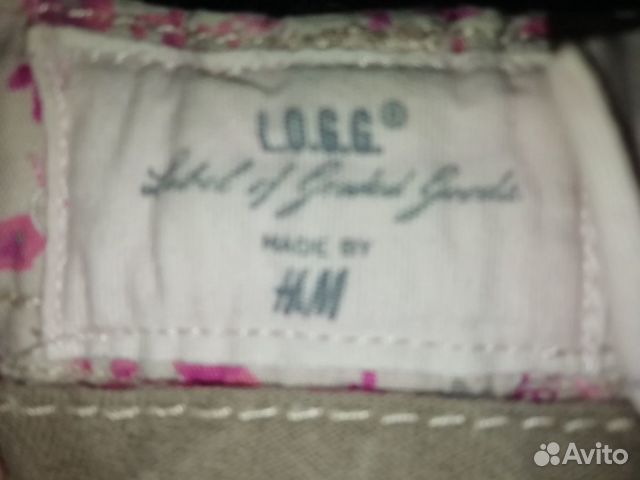 L.O.G.G.®
Label of Graded Goods
MADE BY
H&M
Avito